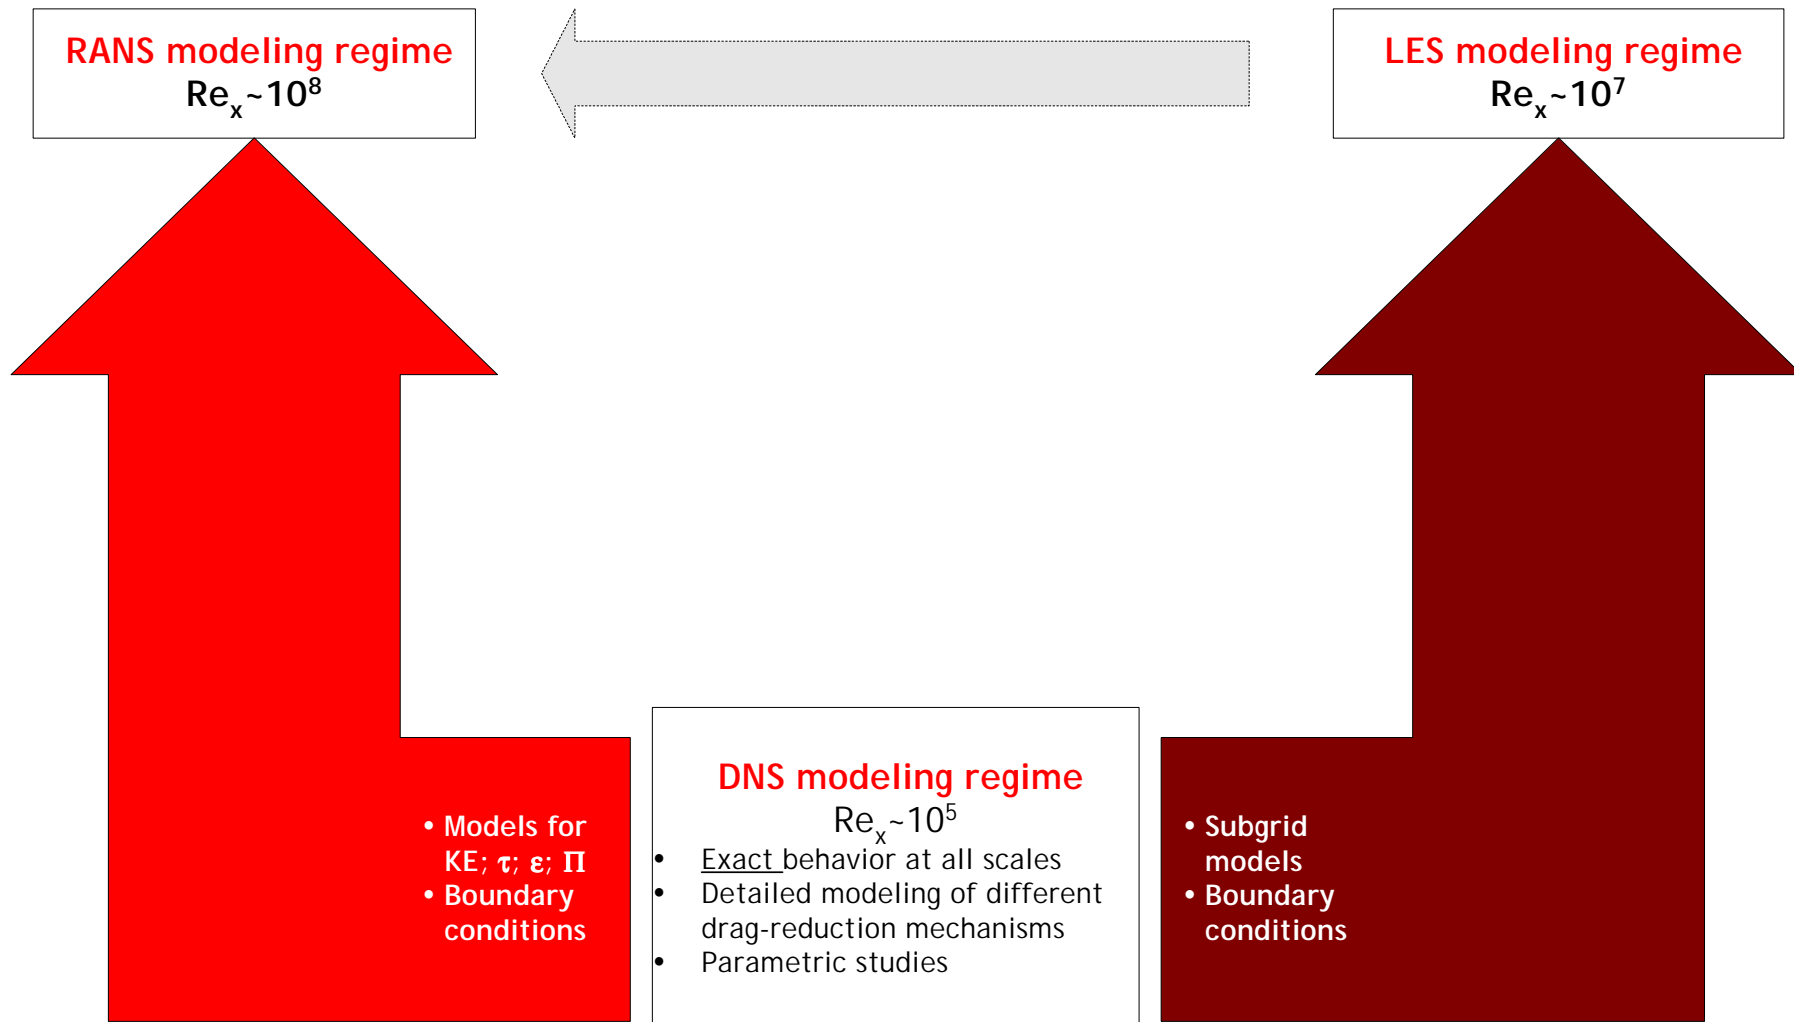 RANS modeling regime
Reₓ~10⁸
LES modeling regime
Reₓ~10⁷
• Models for
KE; τ; ε; Π
• Boundary
conditions
DNS modeling regime
Reₓ~10⁵
• Exact behavior at all scales
• Detailed modeling of different
drag-reduction mechanisms
• Parametric studies
• Subgrid
models
• Boundary
conditions